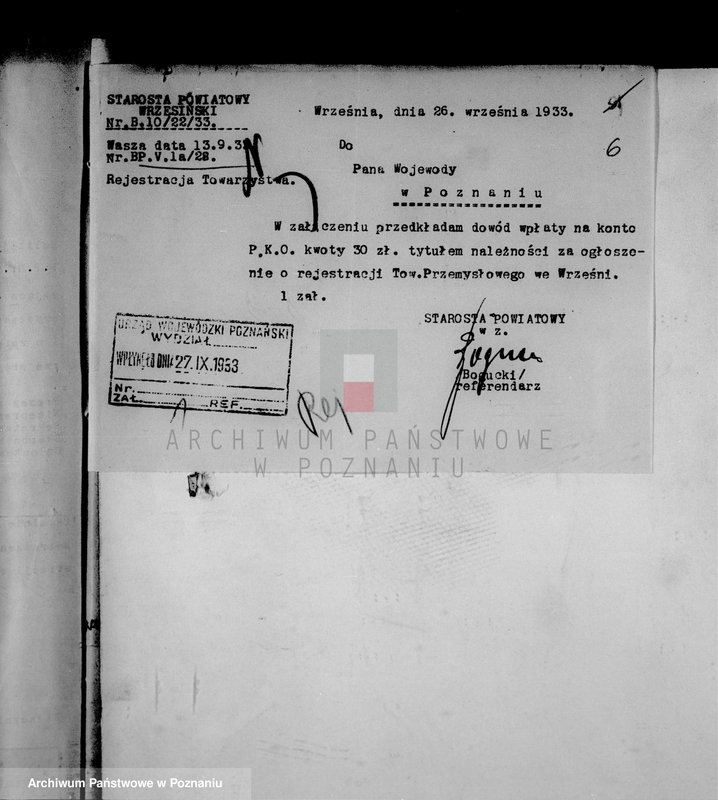 STAROSTA POWIATOWY
WRZESIŃSKI
Nr.B.10/22/33.
Wasza data 13.9.33
Nr.BP.V.1a/28.
Rejestracja Towarzystwa.
Września, dnia 26. września 1933.
6
Do
Pana Wojewody
w Poznaniu
W załączeniu przedkładam dowód wpłaty na konto
P.K.O. kwoty 30 zł. tytułem należności za ogłosze-
nie o rejestracji Tow.Przemysłowego we Wrześni.
1 zał.
STAROSTA POWIATOWY
w z.
Bogucki/
referendarz
URZĄD WOJEWÓDZKI POZNAŃSKI
WYDZIAŁ
WPŁYNĘŁO DNIA 27.IX.1933
Nr.
ZAŁ. 1 REF.
Rej
ARCHIWUM PAŃSTWOWE
W POZNANIU
Archiwum Państwowe w Poznaniu